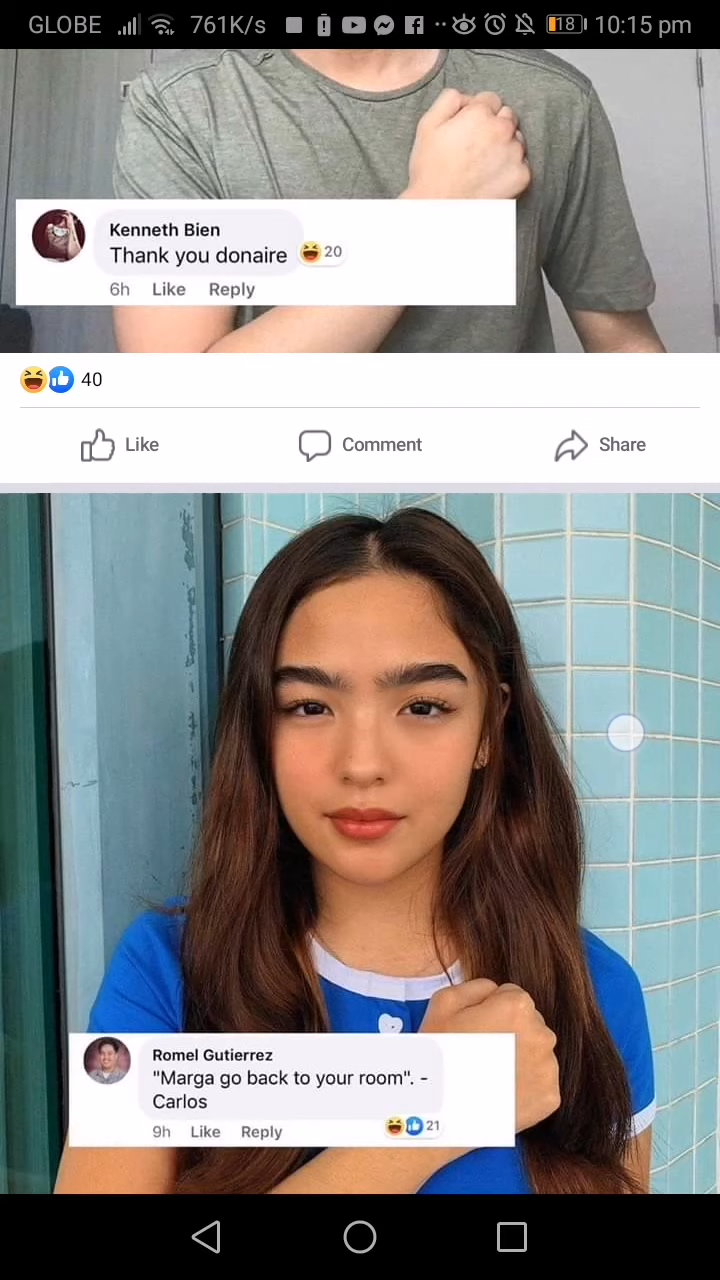 GLOBE 761K/s 18 10:15 pm
Kenneth Bien
Thank you donaire 20
6h Like Reply
40
Like Comment Share
Romel Gutierrez
"Marga go back to your room". -
Carlos
9h Like Reply 21